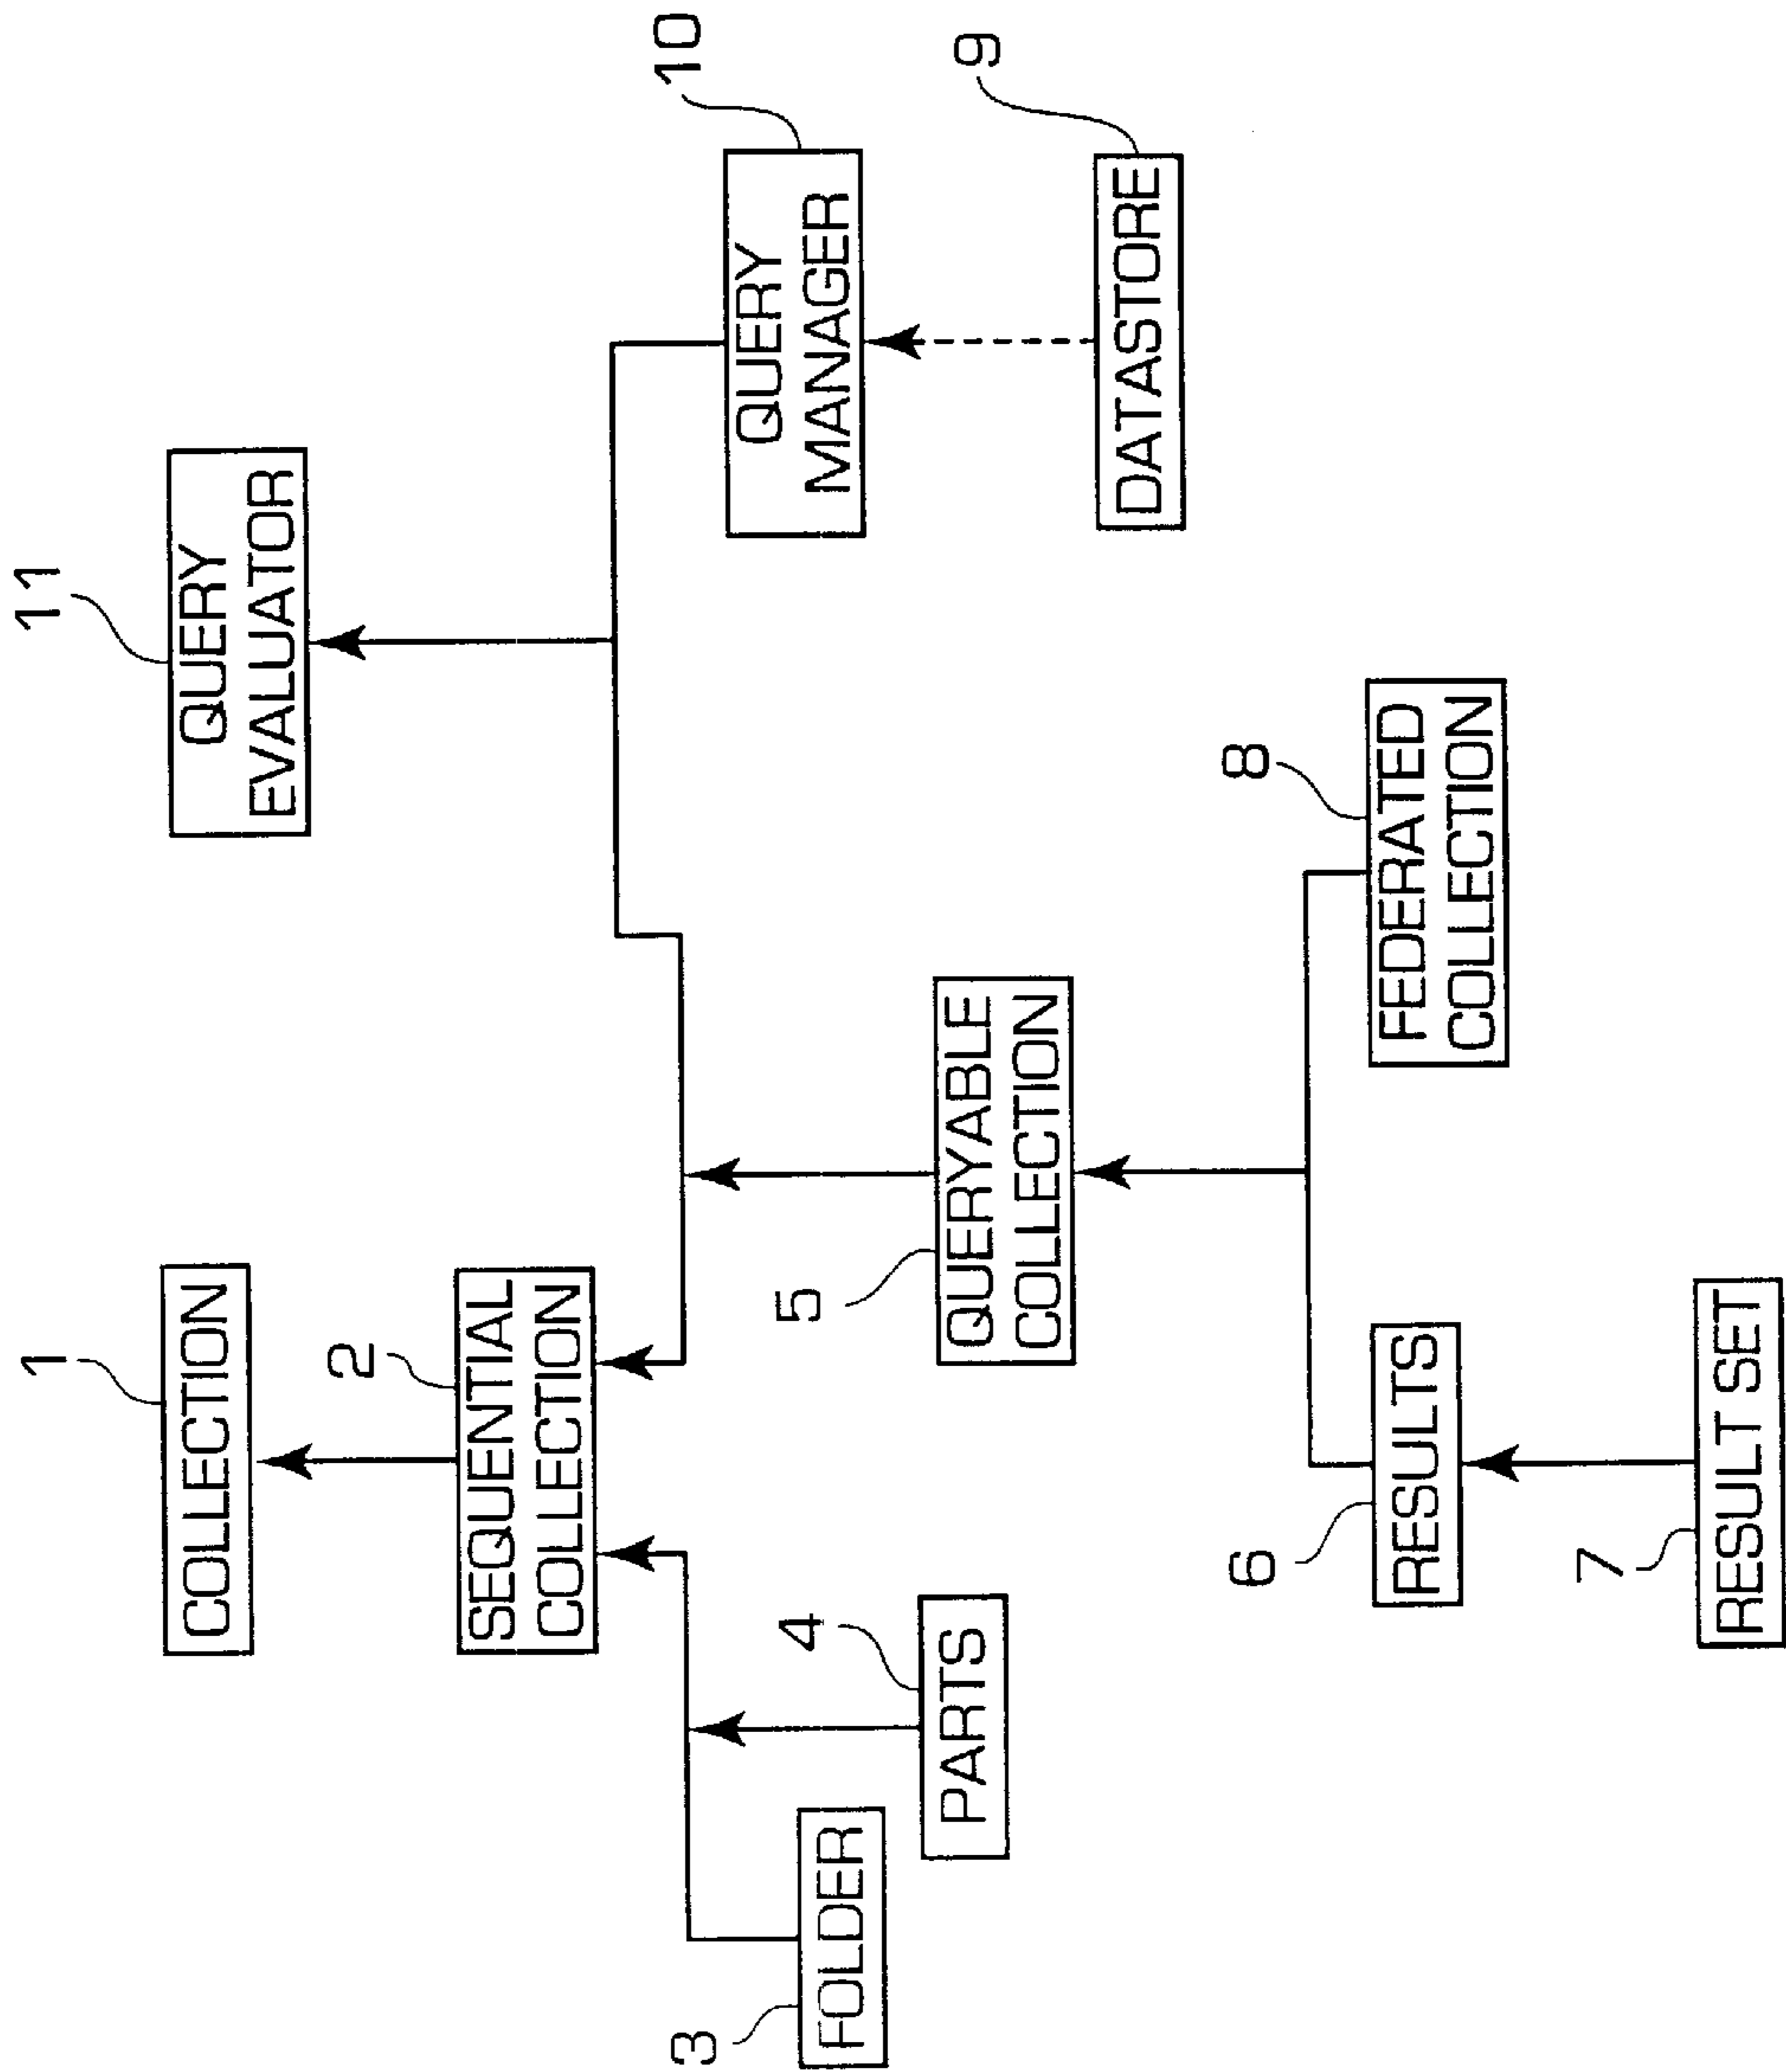 1
COLLECTION
2
SEQUENTIAL
COLLECTION
3
FOLDER
4
PARTS
5
QUERYABLE
COLLECTION
6
RESULTS
7
RESULT SET
8
FEDERATED
COLLECTION
9
DATASTORE
10
QUERY
MANAGER
11
QUERY
EVALUATOR